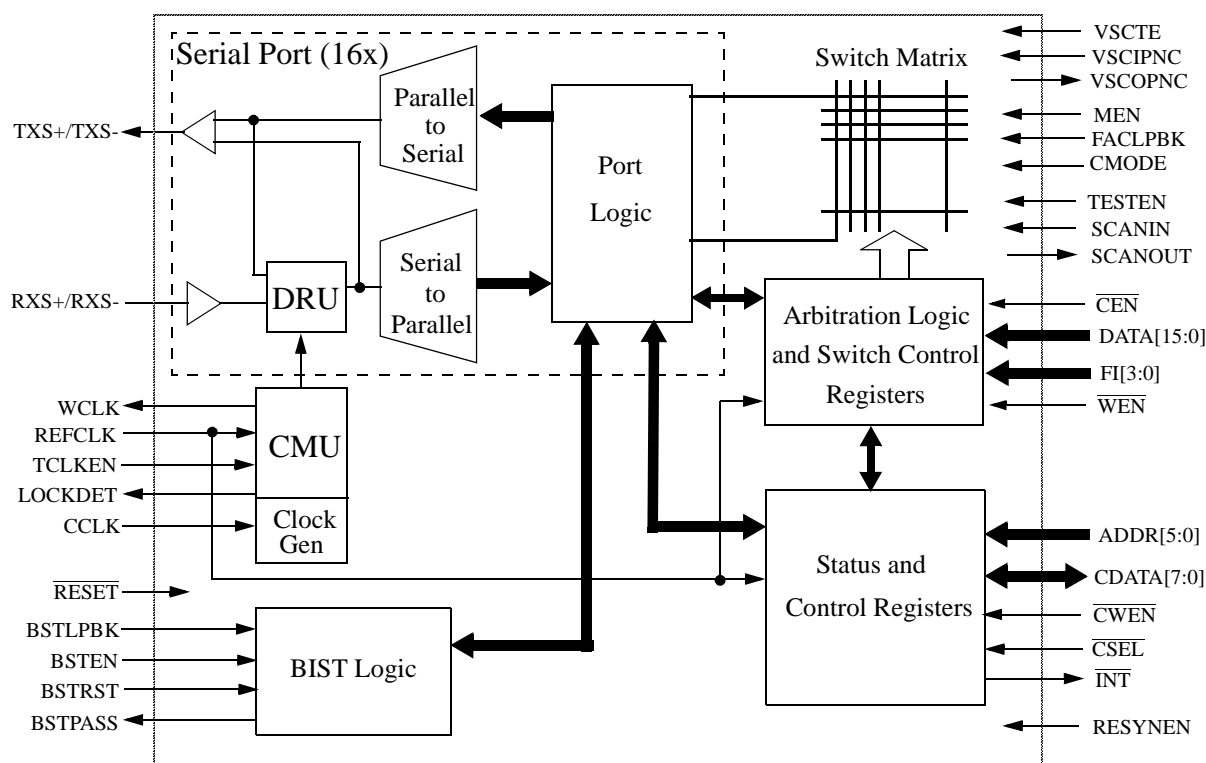 Serial Port (16x)
Parallel
to
Serial
Serial
to
Parallel
DRU
Port
Logic
Switch Matrix
Arbitration Logic
and Switch Control
Registers
CMU
Clock
Gen
Status and
Control Registers
BIST Logic
TXS+/TXS-
RXS+/RXS-
WCLK
REFCLK
TCLKEN
LOCKDET
CCLK
RESET
BSTLPBK
BSTEN
BSTRST
BSTPASS
VSCTE
VSCIPNC
VSCOPNC
MEN
FACLPBK
CMODE
TESTEN
SCANIN
SCANOUT
CEN
DATA[15:0]
FI[3:0]
WEN
ADDR[5:0]
CDATA[7:0]
CWEN
CSEL
INT
RESYNEN